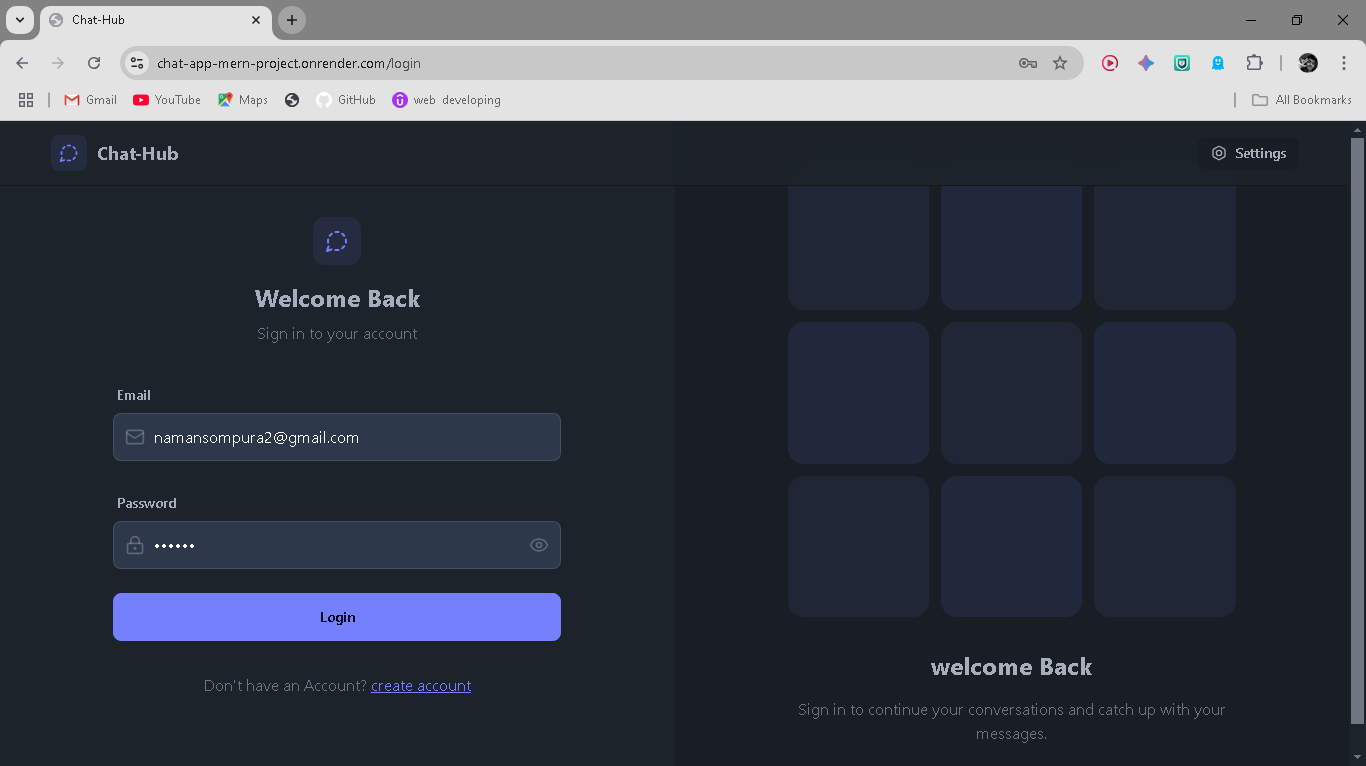 Chat-Hub
chat-app-mern-project.onrender.com/login
Gmail
YouTube
Maps
GitHub
web developing
All Bookmarks
Chat-Hub
Settings
Welcome Back
Sign in to your account
Email
namansompura2@gmail.com
Password
••••••
Login
Don't have an Account? create account
welcome Back
Sign in to continue your conversations and catch up with your
messages.